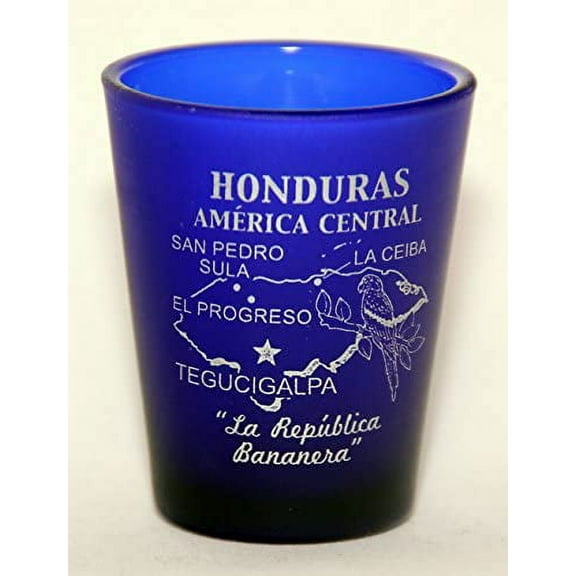 HONDURAS
AMÉRICA CENTRAL
SAN PEDRO
SULA
LA CEIBA
EL PROGRESO
TEGUCIGALPA
"La República
Bananera"